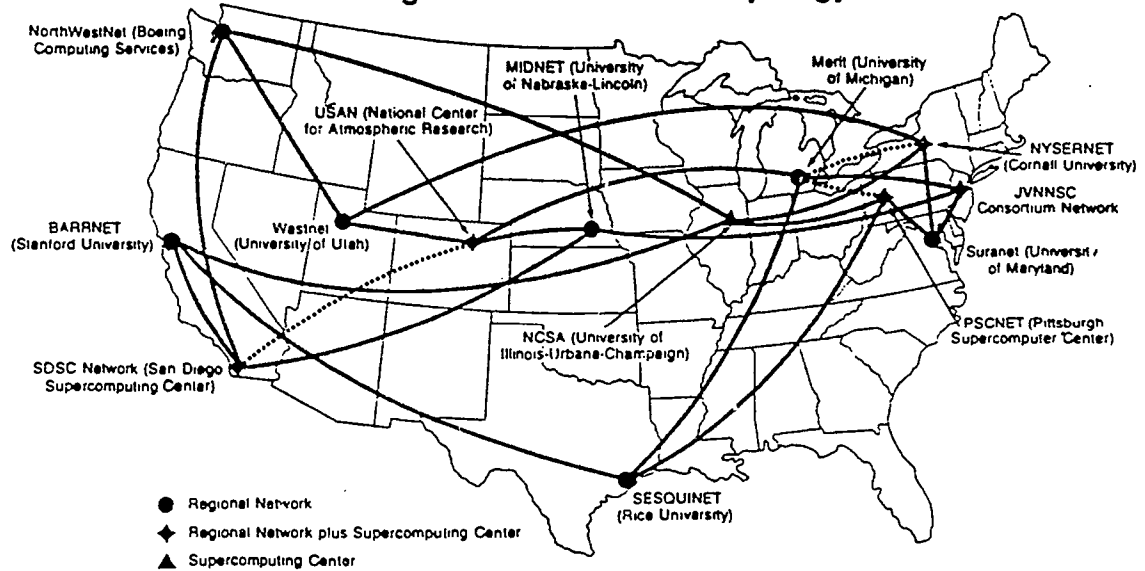 NorthWestNet (Boeing
Computing Services)
MIDNET (University
of Nebraska-Lincoln)
Merit (University
of Michigan)
USAN (National Center
for Atmospheric Research)
NYSERNET
(Cornell University)
JVNNSC
Consortium Network
BARRNET
(Stanford University)
Wastnet
(University/of Utah)
Suranet (University
of Maryland)
NCSA (University of
Illinois-Urbana-Champaign)
PSCNET (Pittsburgh
Supercomputer Center)
SDSC Network (San Diego
Supercomputing Center)
SESQUINET
(Rice University)
Regional Network
Regional Network plus Supercomputing Center
Supercomputing Center